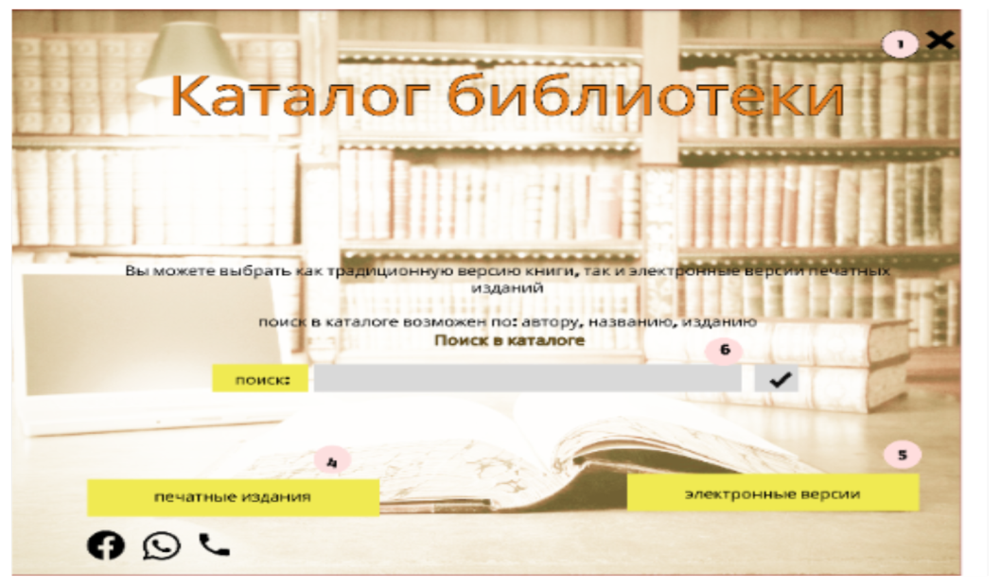 1
Каталог библиотеки
Вы можете выбрать как традиционную версию книги, так и электронные версии печатных
изданий
поиск в каталоге возможен по: автору, названию, изданию
Поиск в каталоге
6
поиск:
4
5
печатные издания
электронные версии